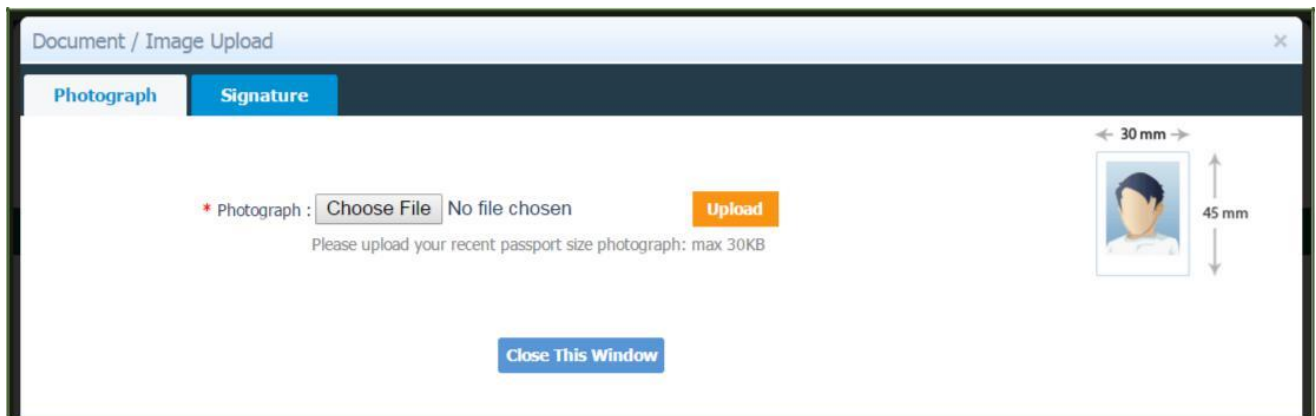 Document / Image Upload ×
Photograph Signature
30 mm
* Photograph : Choose File No file chosen Upload
45 mm
Please upload your recent passport size photograph: max 30KB
Close This Window